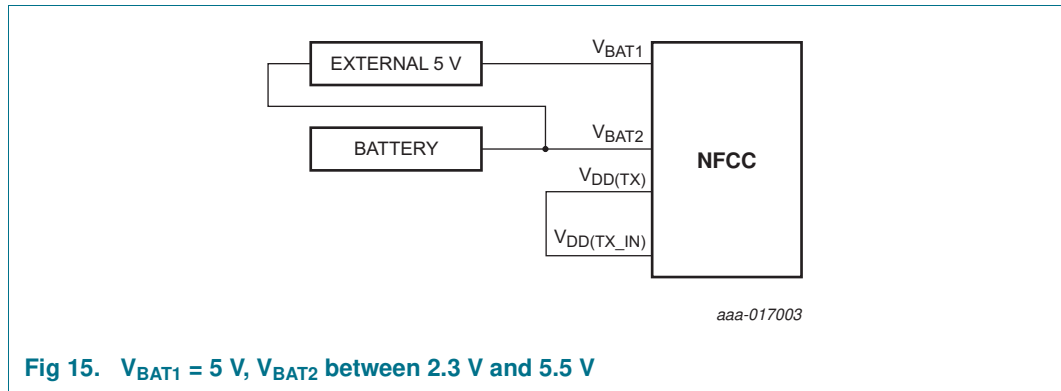 EXTERNAL 5 V
VBAT1
BATTERY
VBAT2
VDD(TX)
VDD(TX_IN)
NFCC
aaa-017003
Fig 15. VBAT1 = 5 V, VBAT2 between 2.3 V and 5.5 V